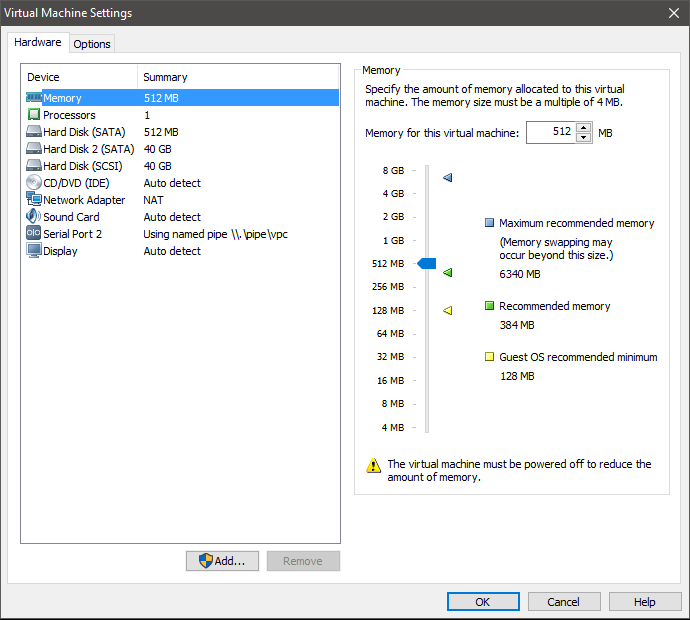 Virtual Machine Settings
Hardware Options
Device Summary
Memory 512 MB
Processors 1
Hard Disk (SATA) 512 MB
Hard Disk 2 (SATA) 40 GB
Hard Disk (SCSI) 40 GB
CD/DVD (IDE) Auto detect
Network Adapter NAT
Sound Card Auto detect
Serial Port 2 Using named pipe \\.\pipe\vpc
Display Auto detect
Add... Remove
Memory
Specify the amount of memory allocated to this virtual
machine. The memory size must be a multiple of 4 MB.
Memory for this virtual machine: 512 MB
8 GB
4 GB
2 GB
1 GB
512 MB
256 MB
128 MB
64 MB
32 MB
16 MB
8 MB
4 MB
Maximum recommended memory
(Memory swapping may
occur beyond this size.)
6340 MB
Recommended memory
384 MB
Guest OS recommended minimum
128 MB
The virtual machine must be powered off to reduce the
amount of memory.
OK Cancel Help